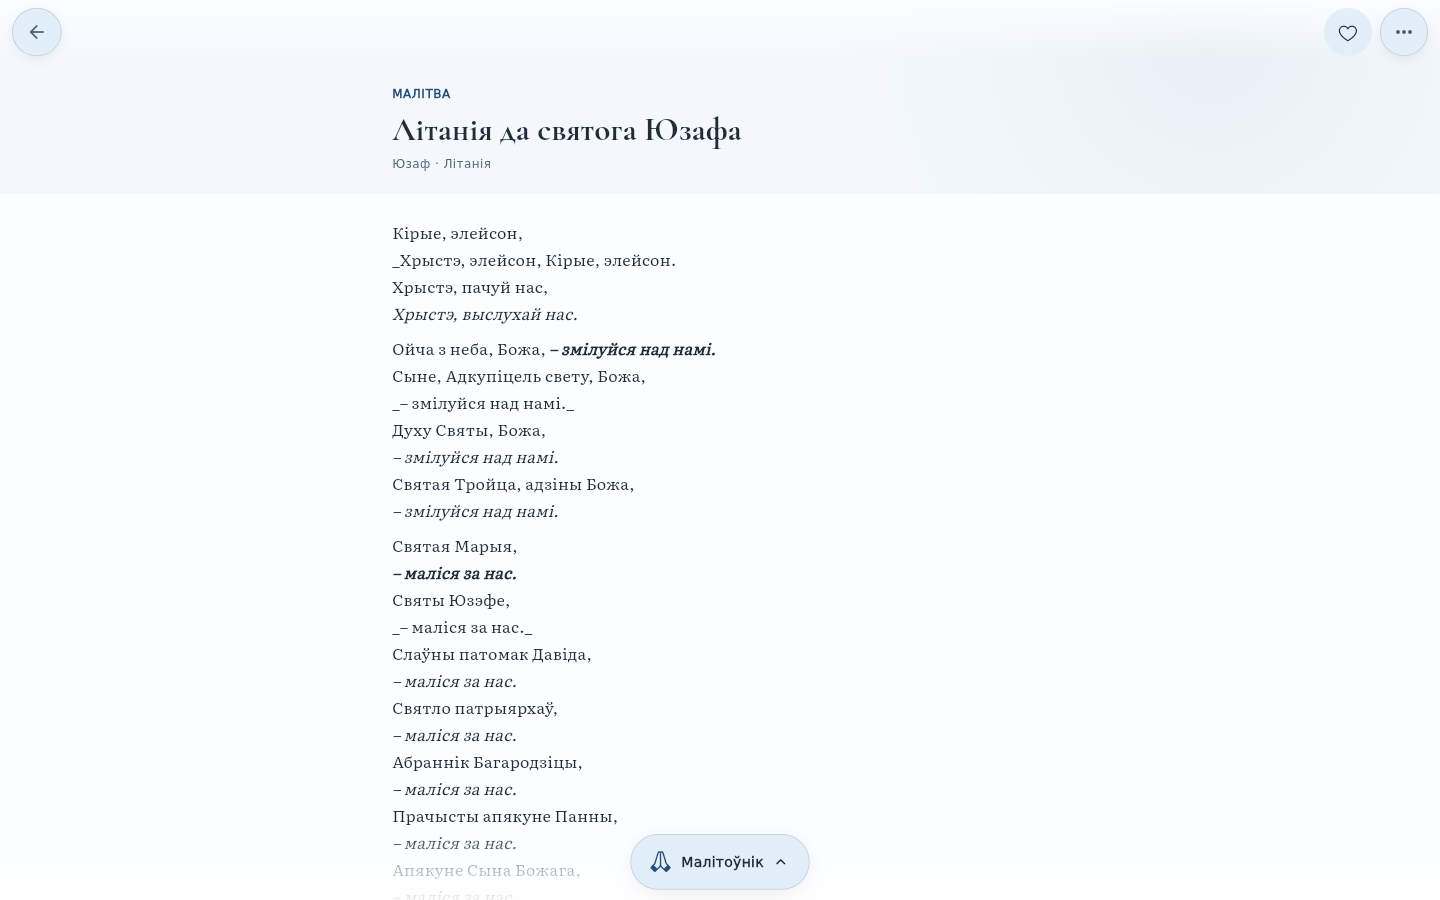 МАЛІТВА
Літанія да святога Юзафа
Юзаф · Літанія
Кірые, элейсон,
_Хрыстэ, элейсон, Кірые, элейсон.
Хрыстэ, пачуй нас,
Хрыстэ, выслухай нас.
Ойча з неба, Божа, – змілуйся над намі.
Сыне, Адкупіцель свету, Божа,
_– змілуйся над намі._
Духу Святы, Божа,
– змілуйся над намі.
Святая Тройца, адзіны Божа,
– змілуйся над намі.
Святая Марыя,
– маліся за нас.
Святы Юзэфе,
_– маліся за нас._
Слаўны патомак Давіда,
– маліся за нас.
Святло патрыярхаў,
– маліся за нас.
Абраннік Багародзіцы,
– маліся за нас.
Прачысты апякуне Панны,
– маліся за нас.
Апякуне Сына Божага,
– маліся за нас.
Малітоўнік